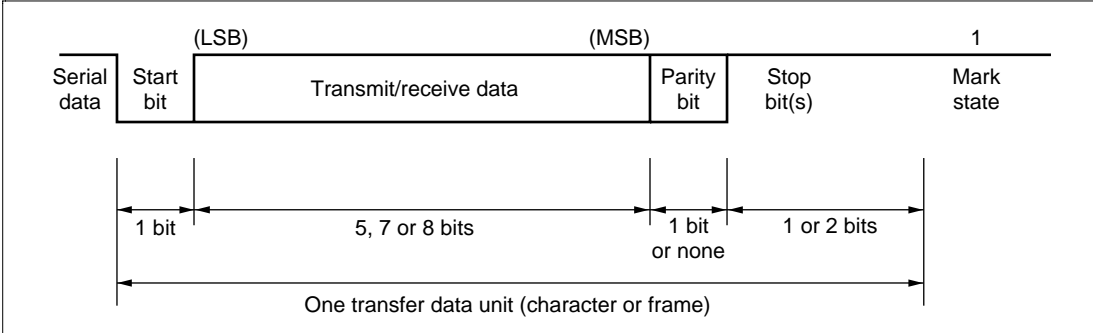 (LSB) (MSB) 1
Serial Start Transmit/receive data Parity Stop Mark
data bit bit bit(s) state
1 bit 5, 7 or 8 bits 1 bit 1 or 2 bits
or none
One transfer data unit (character or frame)